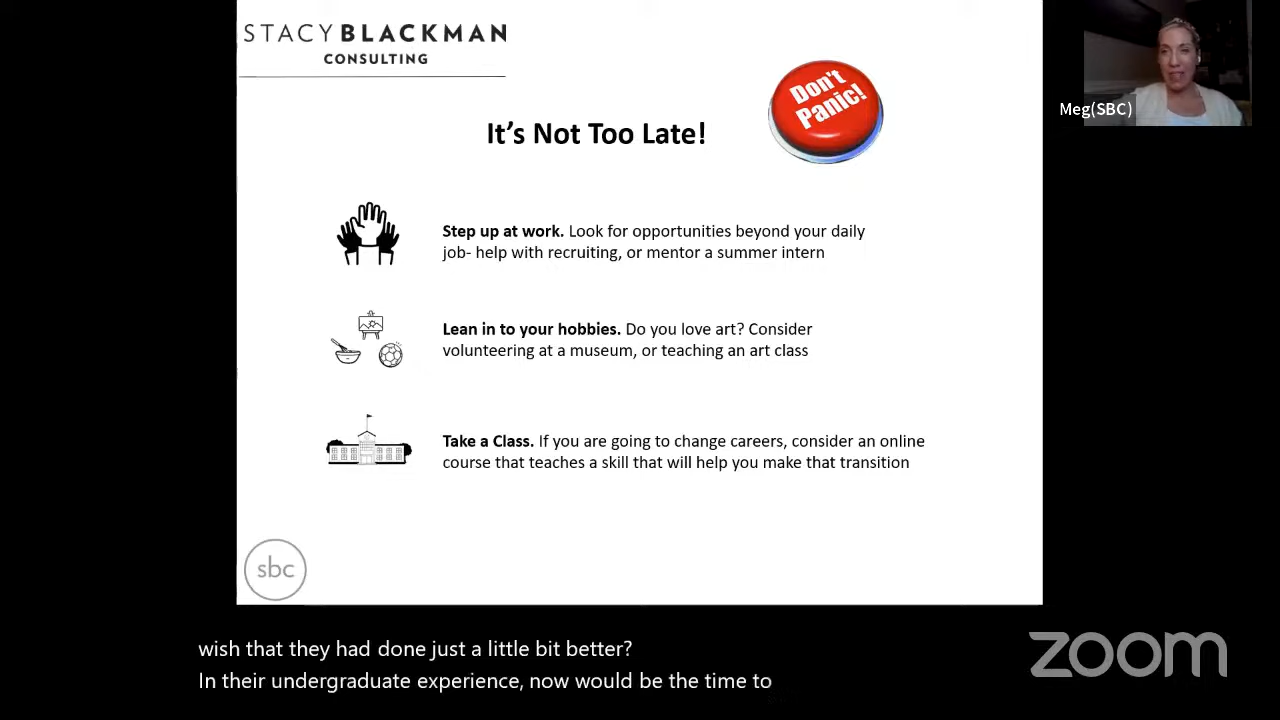 STACY BLACKMAN
CONSULTING
Don't
Panic!
Meg(SBC)
It's Not Too Late!
Step up at work. Look for opportunities beyond your daily
job- help with recruiting, or mentor a summer intern
Lean in to your hobbies. Do you love art? Consider
volunteering at a museum, or teaching an art class
Take a Class. If you are going to change careers, consider an online
course that teaches a skill that will help you make that transition
sbc
wish that they had done just a little bit better?
In their undergraduate experience, now would be the time to
zoom